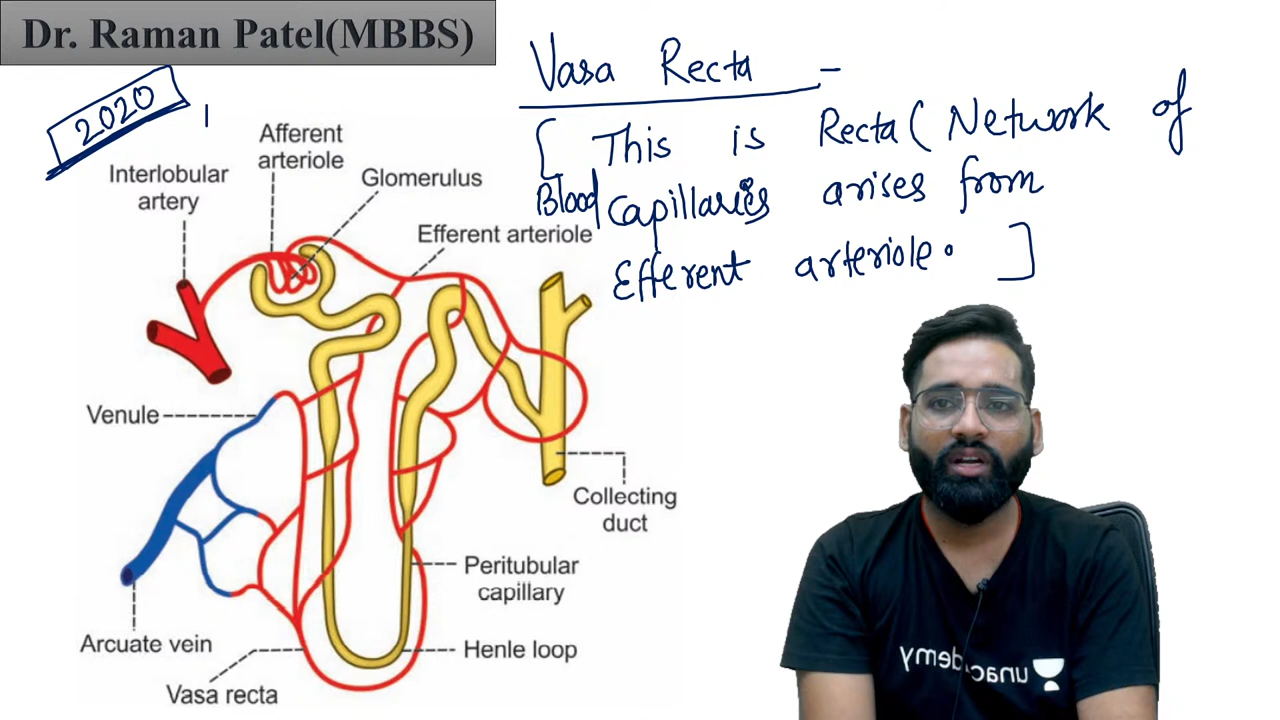 Dr. Raman Patel(MBBS)
2020
Vasa Recta -
[ This is Recta ( Network of
Blood capillaries arises from
Efferent arteriole. ]
Afferent
arteriole
Interlobular
artery
Glomerulus
Efferent arteriole
Venule
Collecting
duct
Peritubular
capillary
Arcuate vein
Henle loop
Vasa recta
unacademy